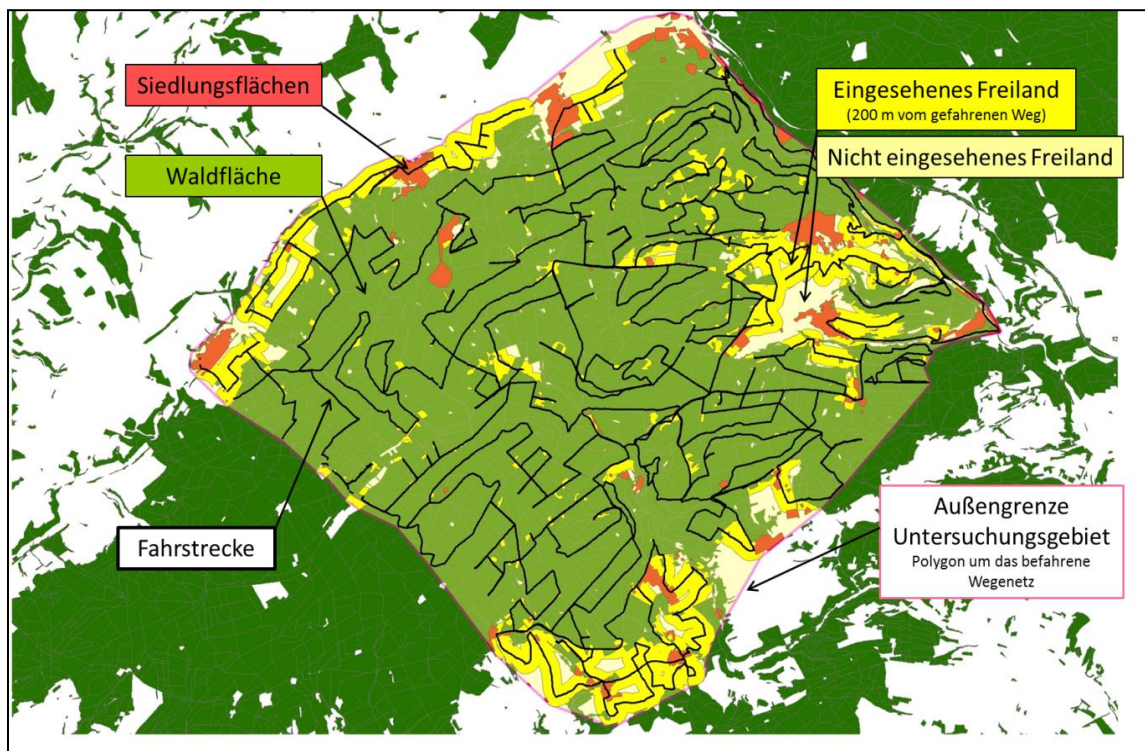 Siedlungsflächen
Waldfläche
Eingesehenes Freiland
(200 m vom gefahrenen Weg)
Nicht eingesehenes Freiland
Fahrstrecke
Außengrenze
Untersuchungsgebiet
Polygon um das befahrene
Wegenetz